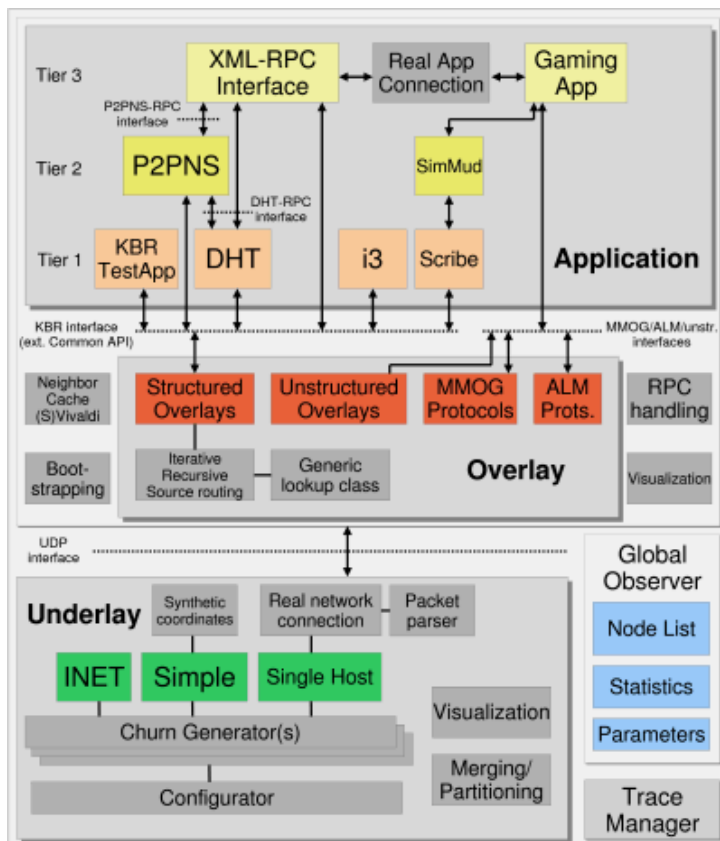 Tier 3
XML-RPC
Interface
Real App
Connection
Gaming
App
P2PNS-RPC
interface
Tier 2
P2PNS
SimMud
DHT-RPC
interface
Tier 1
KBR
TestApp
DHT
i3
Scribe
Application
KBR interface
(ext. Common API)
MMOG/ALM/unstr.
interfaces
Neighbor
Cache
(S)Vivaldi
Structured
Overlays
Unstructured
Overlays
MMOG
Protocols
ALM
Prots.
RPC
handling
Boot-
strapping
Iterative
Recursive
Source routing
Generic
lookup class
Overlay
Visualization
UDP
interface
Underlay
Synthetic
coordinates
Real network
connection
Packet
parser
INET
Simple
Single Host
Churn Generator(s)
Configurator
Visualization
Merging/
Partitioning
Global
Observer
Node List
Statistics
Parameters
Trace
Manager